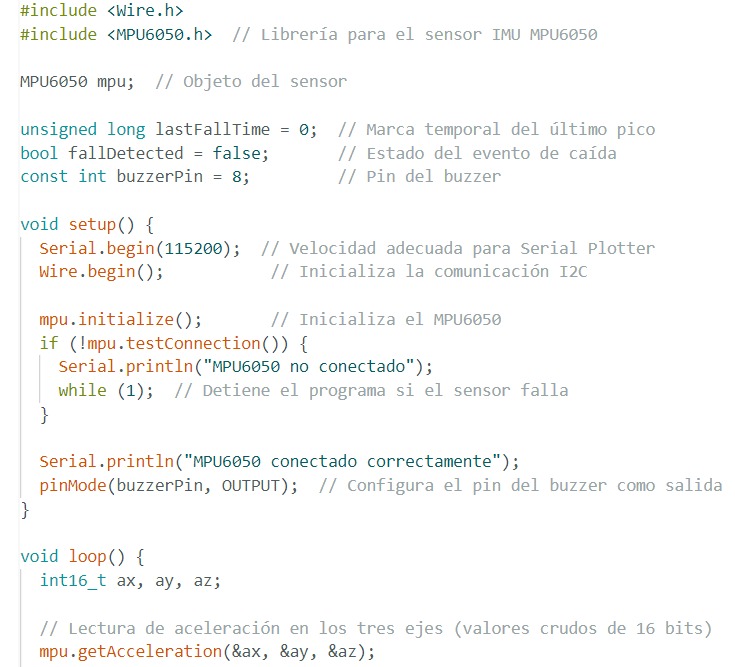 #include <Wire.h>
#include <MPU6050.h>  // Librería para el sensor IMU MPU6050
MPU6050 mpu;  // Objeto del sensor
unsigned long lastFallTime = 0;  // Marca temporal del último pico
bool fallDetected = false;       // Estado del evento de caída
const int buzzerPin = 8;         // Pin del buzzer
void setup() {
  Serial.begin(115200);  // Velocidad adecuada para Serial Plotter
  Wire.begin();           // Inicializa la comunicación I2C
  mpu.initialize();       // Inicializa el MPU6050
  if (!mpu.testConnection()) {
    Serial.println("MPU6050 no conectado");
    while (1);  // Detiene el programa si el sensor falla
  }
  Serial.println("MPU6050 conectado correctamente");
  pinMode(buzzerPin, OUTPUT);  // Configura el pin del buzzer como salida
}
void loop() {
  int16_t ax, ay, az;
  // Lectura de aceleración en los tres ejes (valores crudos de 16 bits)
  mpu.getAcceleration(&ax, &ay, &az);